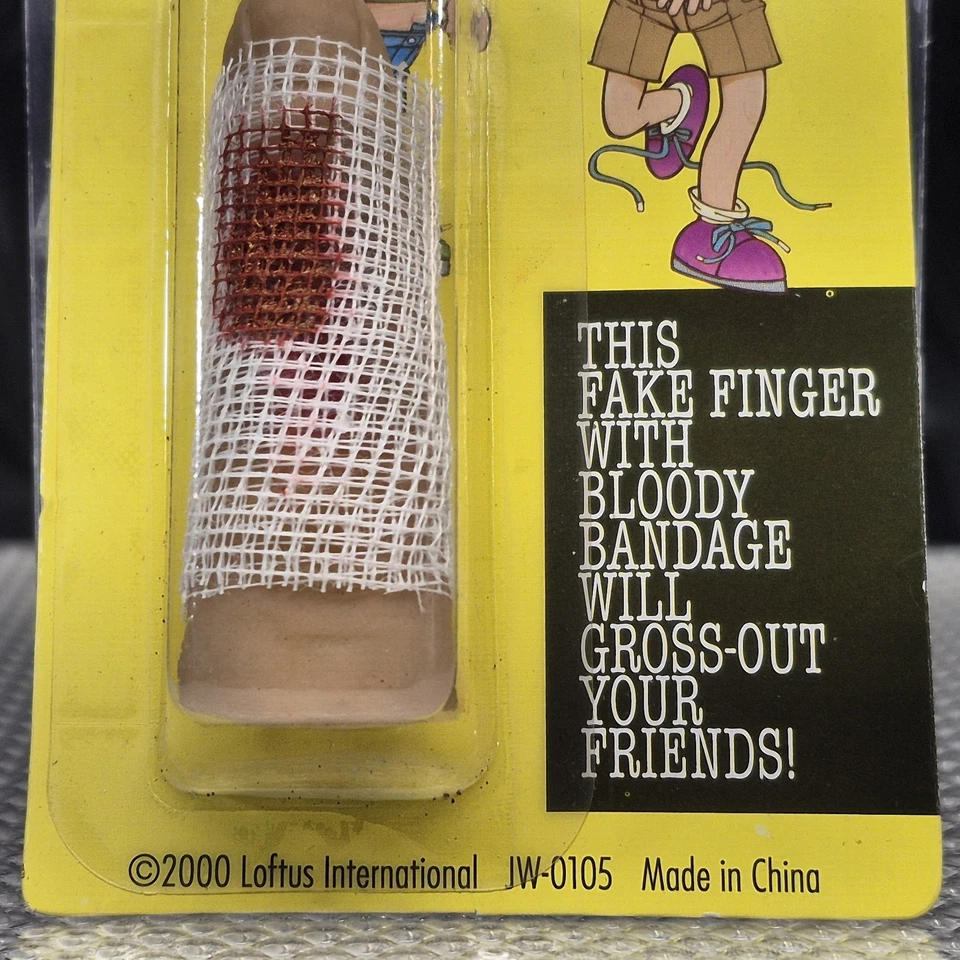 THIS
FAKE FINGER
WITH
BLOODY
BANDAGE
WILL
GROSS-OUT
YOUR
FRIENDS!
©2000 Loftus International JW-0105 Made in China